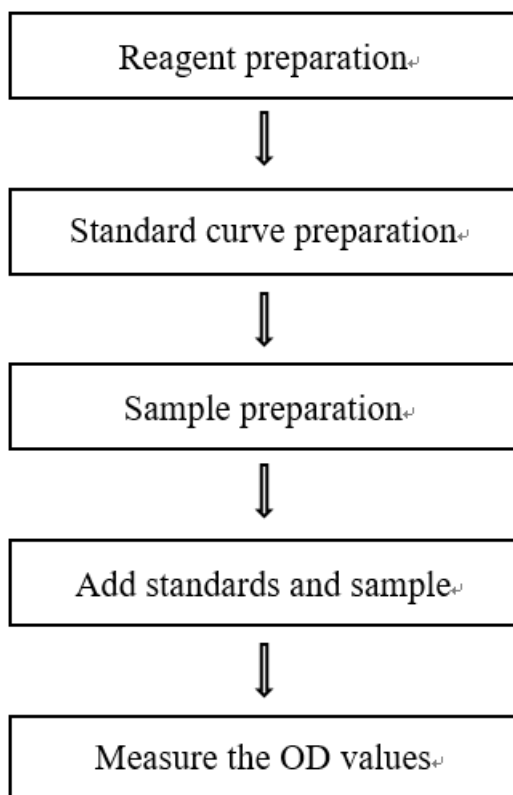 Reagent preparation
Standard curve preparation
Sample preparation
Add standards and sample
Measure the OD values